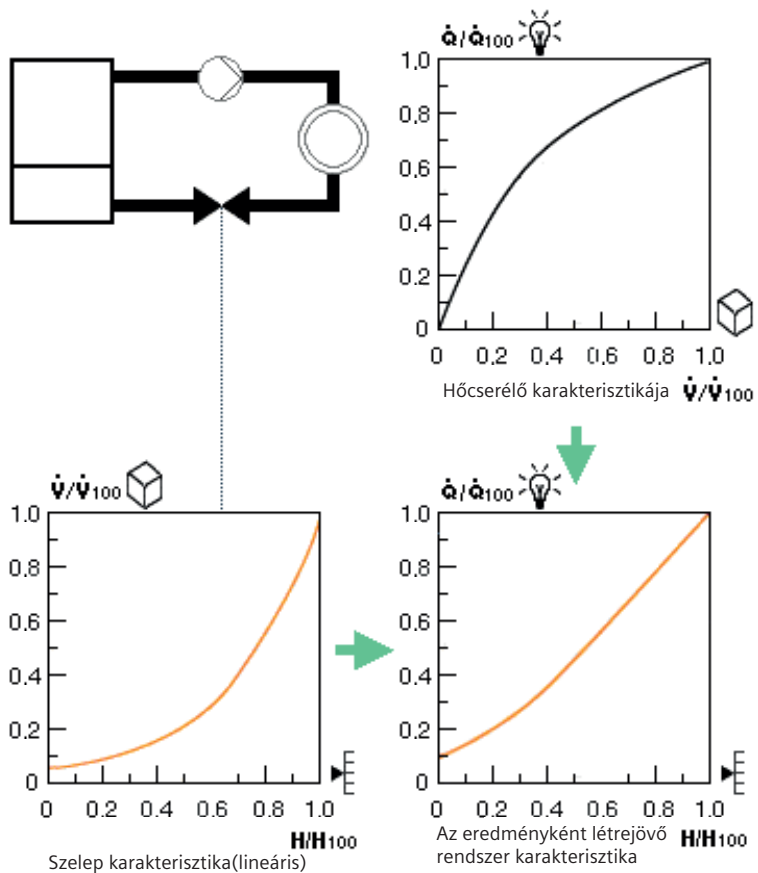 Q̇/Q̇100
1.0
0.8
0.6
0.4
0.2
0
0 0.2 0.4 0.6 0.8 1.0
Hőcserélő karakterisztikája V̇/V̇100
V̇/V̇100
1.0
0.8
0.6
0.4
0.2
0
0 0.2 0.4 0.6 0.8 1.0
H/H100
Szelep karakterisztika(lineáris)
Q̇/Q̇100
1.0
0.8
0.6
0.4
0.2
0
0 0.2 0.4 0.6 0.8 1.0
Az eredményként létrejövő H/H100
rendszer karakterisztika